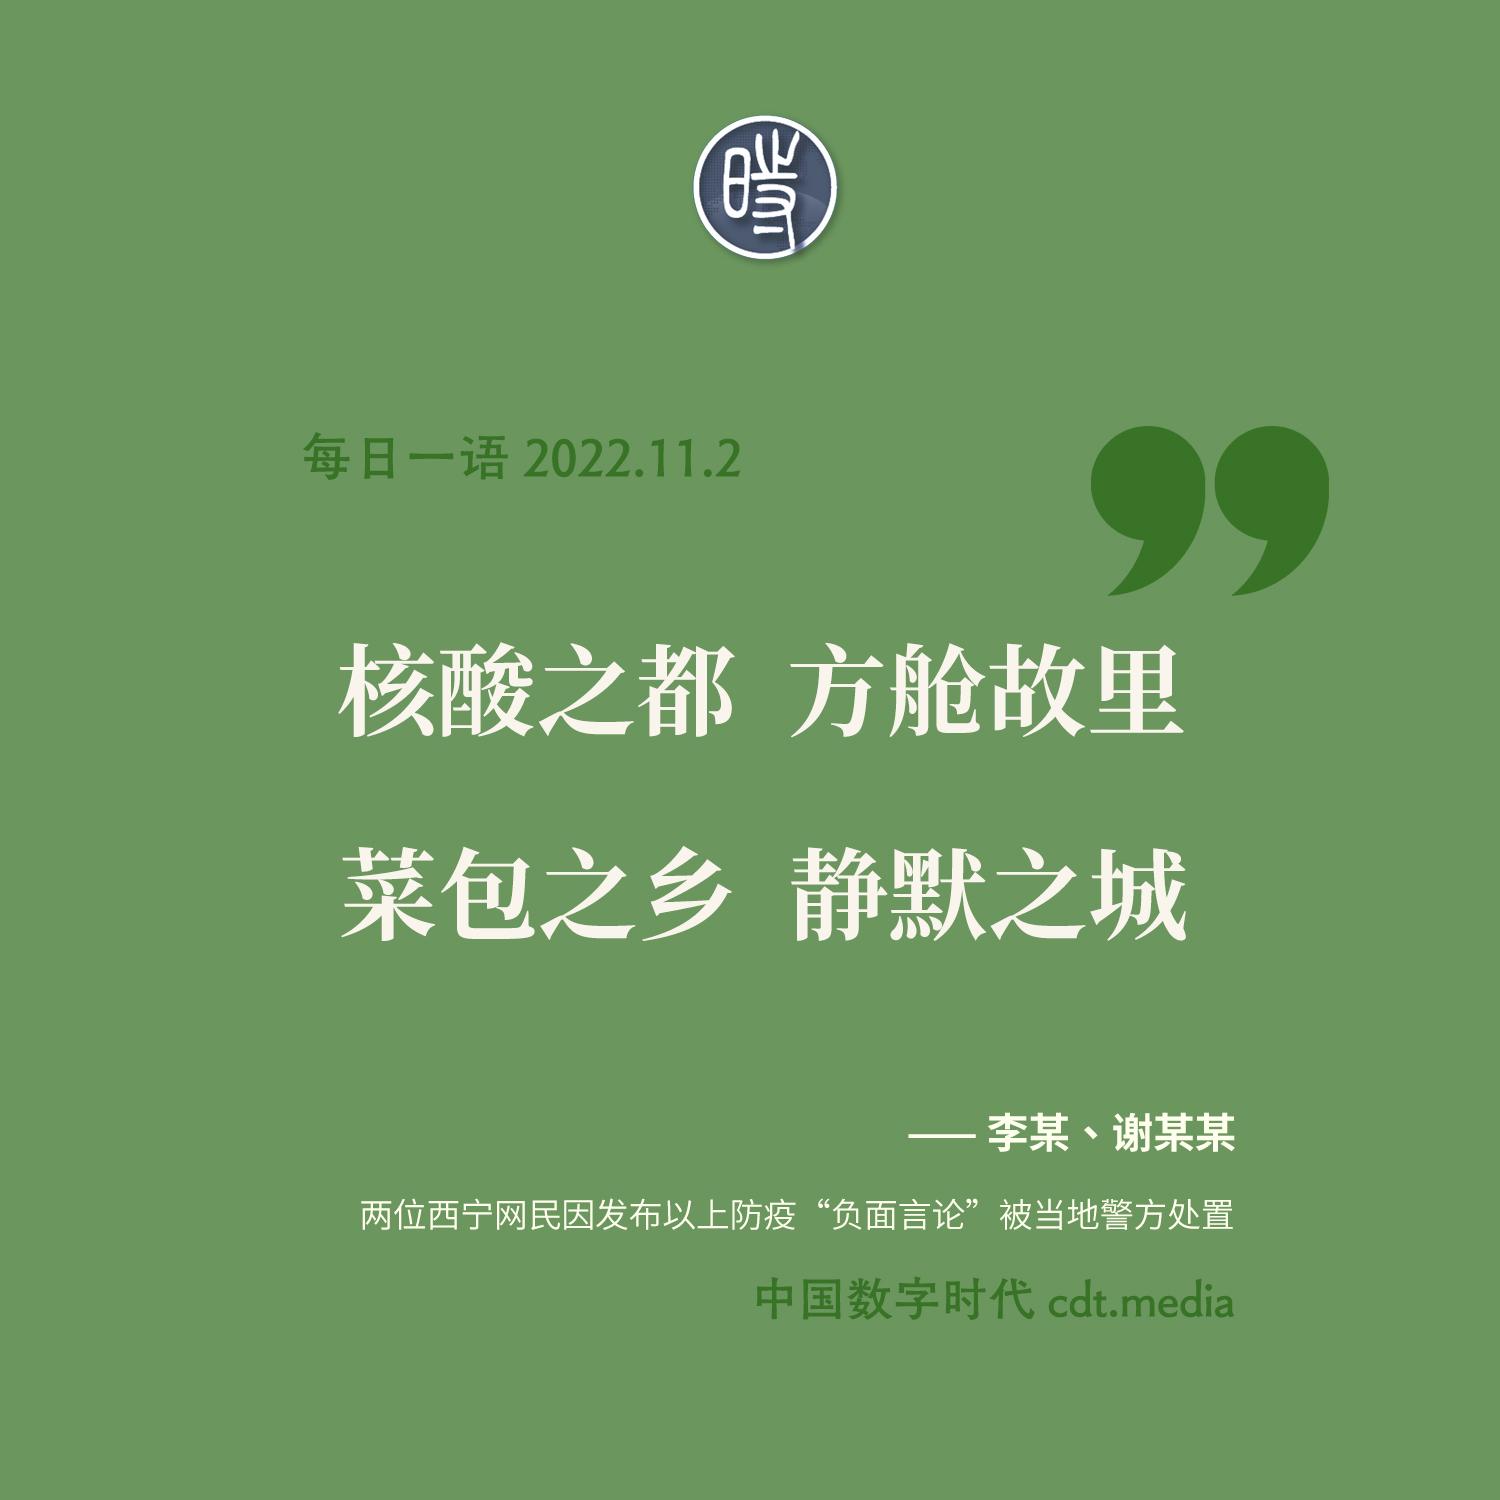 時
每日一语 2022.11.2
核酸之都 方舱故里
菜包之乡 静默之城
—— 李某、谢某某
两位西宁网民因发布以上防疫“负面言论”被当地警方处置
中国数字时代 cdt.media